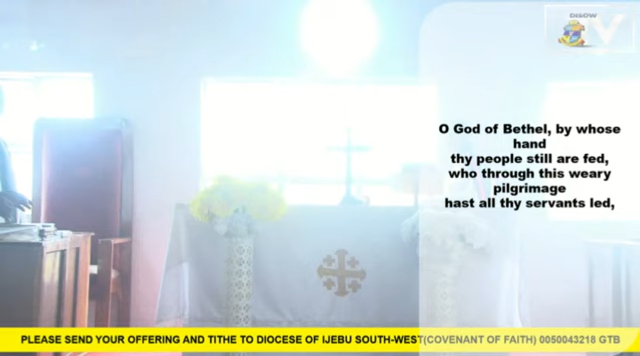 DISOW
TV
O God of Bethel, by whose
hand
thy people still are fed,
who through this weary
pilgrimage
hast all thy servants led,
PLEASE SEND YOUR OFFERING AND TITHE TO DIOCESE OF IJEBU SOUTH-WEST(COVENANT OF FAITH) 0050043218 GTB